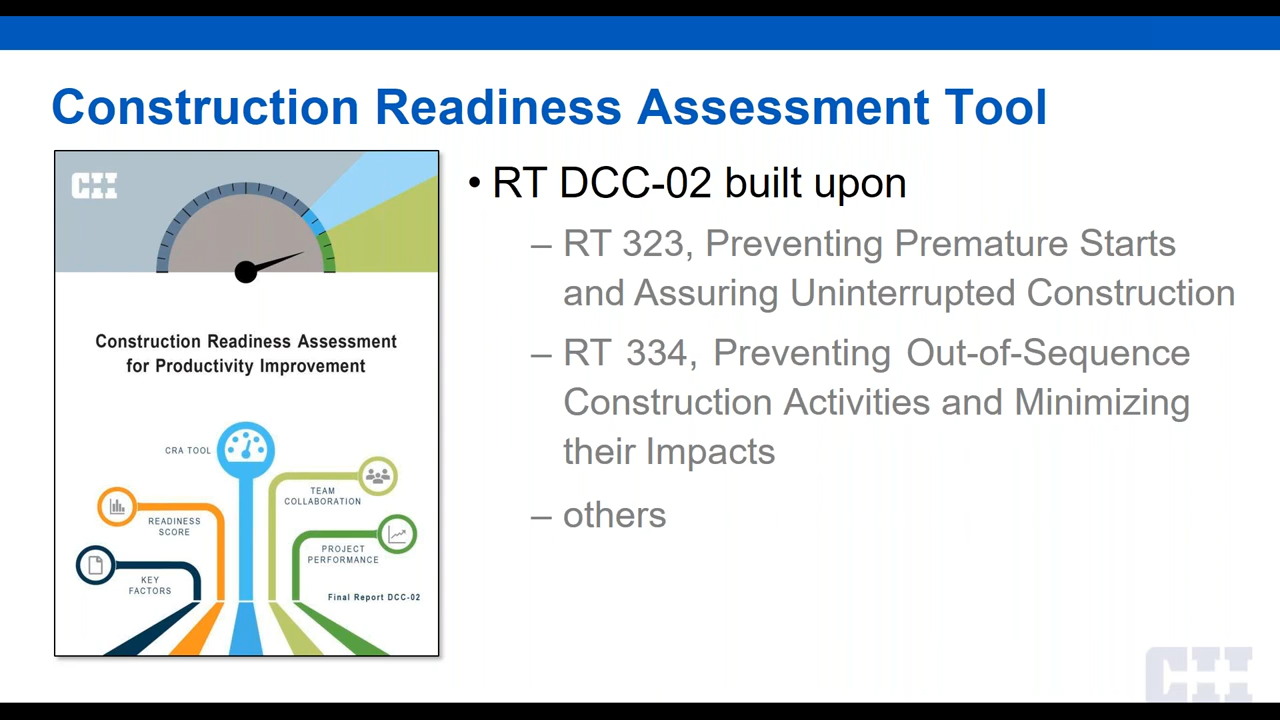 Construction Readiness Assessment Tool
CII
Construction Readiness Assessment
for Productivity Improvement
CRA TOOL
TEAM
COLLABORATION
READINESS
SCORE
PROJECT
PERFORMANCE
KEY
FACTORS
Final Report DCC-02
• RT DCC-02 built upon
– RT 323, Preventing Premature Starts
and Assuring Uninterrupted Construction
– RT 334, Preventing Out-of-Sequence
Construction Activities and Minimizing
their Impacts
– others
CII